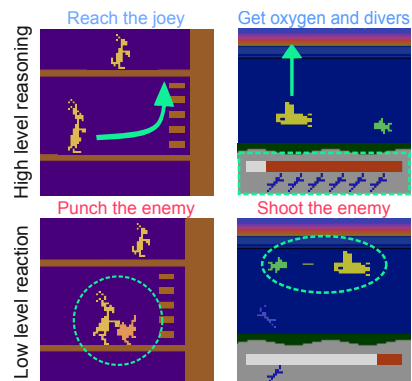 Reach the joey
Get oxygen and divers
High level reasoning
Punch the enemy
Shoot the enemy
Low level reaction